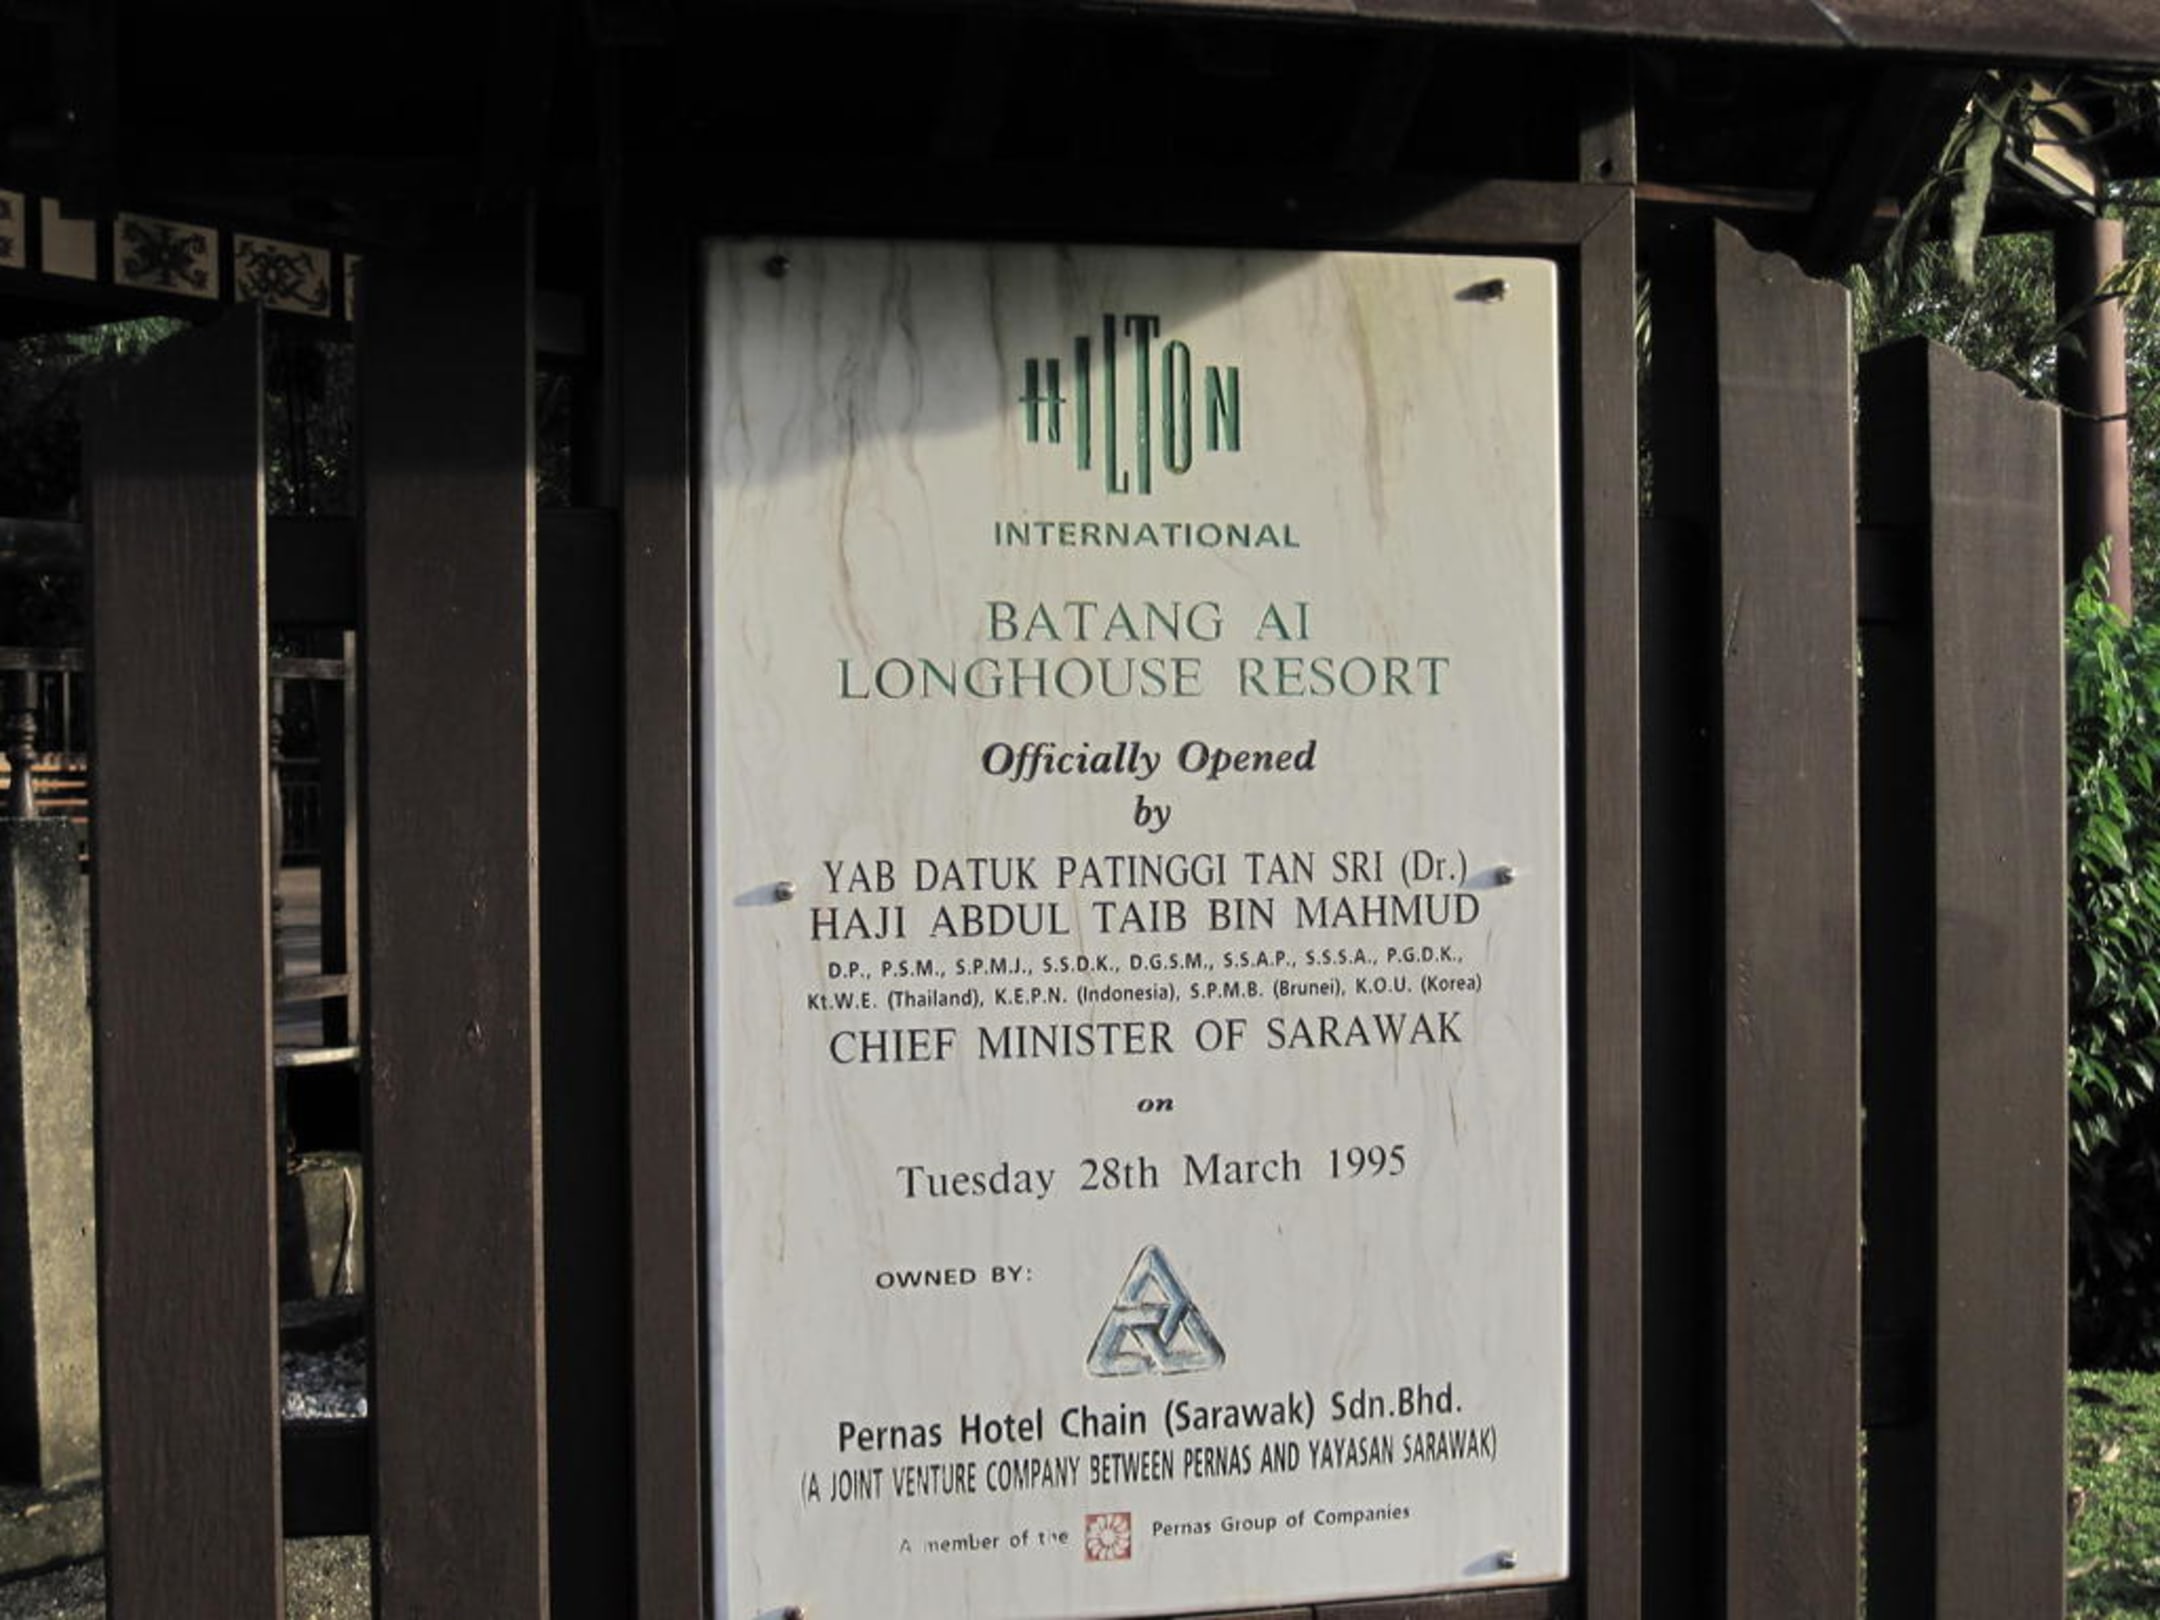 HILTON
INTERNATIONAL
BATANG AI
LONGHOUSE RESORT
Officially Opened
by
YAB DATUK PATINGGI TAN SRI (Dr.)
HAJI ABDUL TAIB BIN MAHMUD
D.P., P.S.M., S.P.M.J., S.S.D.K., D.G.S.M., S.S.A.P., S.S.S.A., P.G.D.K.,
Kt.W.E. (Thailand), K.E.P.N. (Indonesia), S.P.M.B. (Brunei), K.O.U. (Korea)
CHIEF MINISTER OF SARAWAK
on
Tuesday 28th March 1995
OWNED BY:
Pernas Hotel Chain (Sarawak) Sdn.Bhd.
(A JOINT VENTURE COMPANY BETWEEN PERNAS AND YAYASAN SARAWAK)
A member of the Pernas Group of Companies